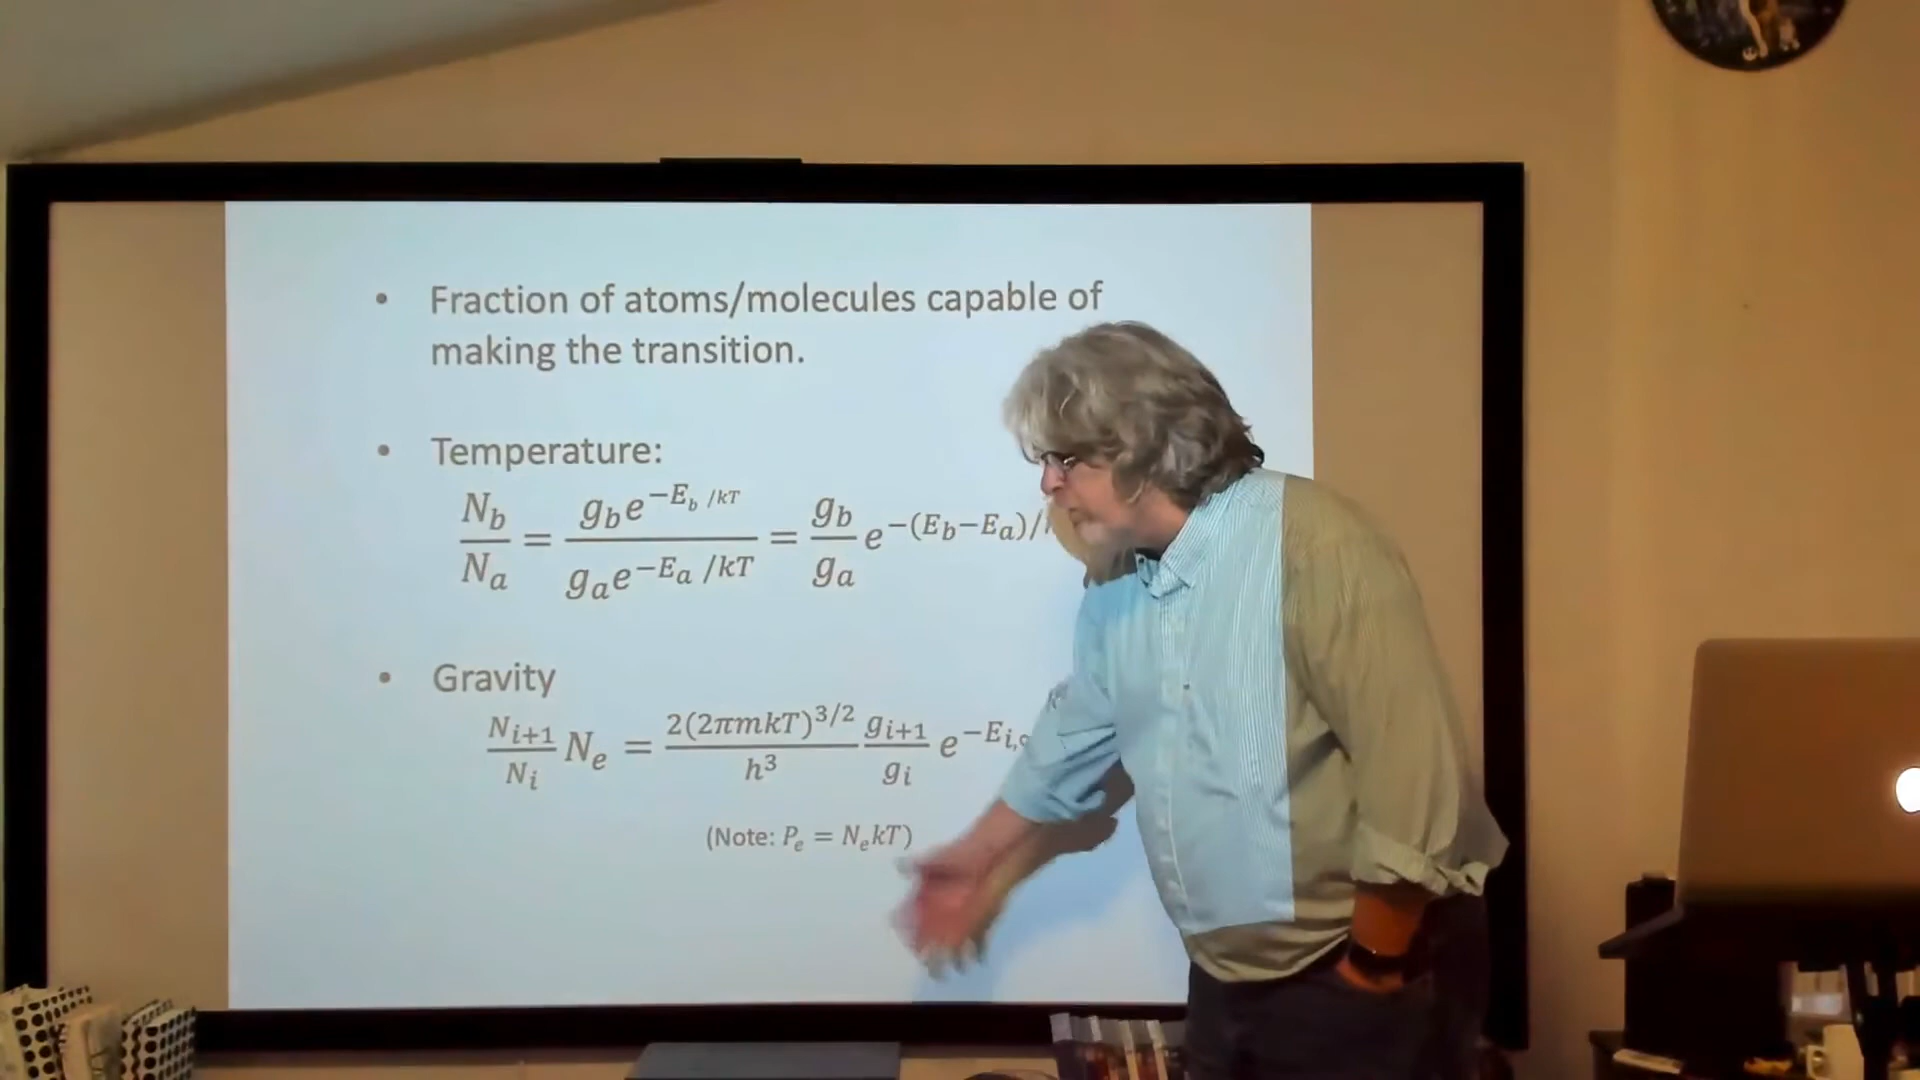 • Fraction of atoms/molecules capable of
making the transition.
• Temperature:
N_b/N_a = g_b e^{−E_b /kT} / g_a e^{−E_a /kT} = g_b/g_a e^{−(E_b−E_a)/
• Gravity
N_{i+1}/N_i N_e = 2(2πmkT)^{3/2}/h^3 g_{i+1}/g_i e^{−E_{i,
(Note: P_e = N_e kT)